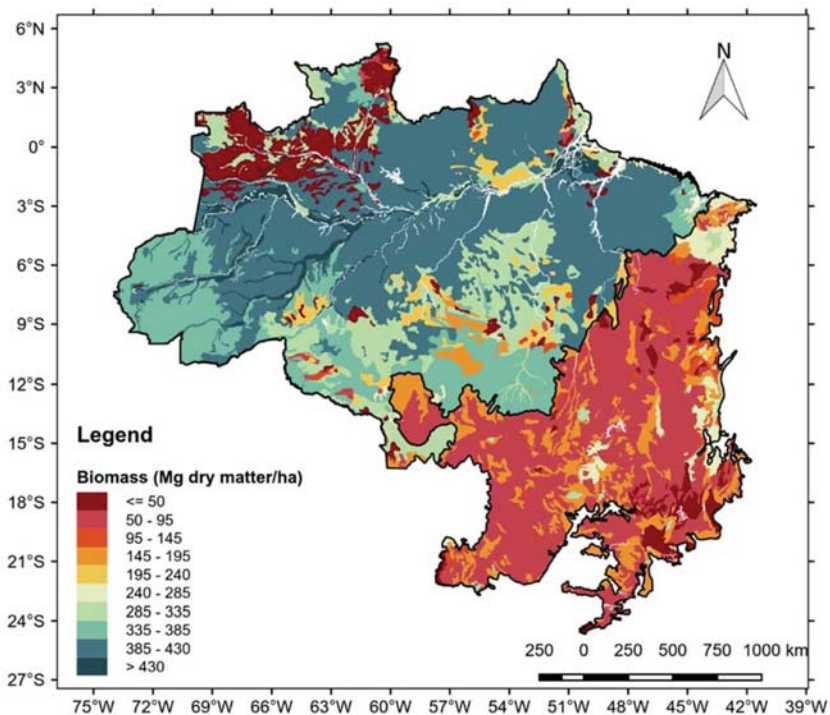 6°N
3°N
0°
3°S
6°S
9°S
12°S
15°S
18°S
21°S
24°S
27°S
N
Legend
Biomass (Mg dry matter/ha)
<= 50
50 - 95
95 - 145
145 - 195
195 - 240
240 - 285
285 - 335
335 - 385
385 - 430
> 430
250 0 250 500 750 1000 km
75°W 72°W 69°W 66°W 63°W 60°W 57°W 54°W 51°W 48°W 45°W 42°W 39°W